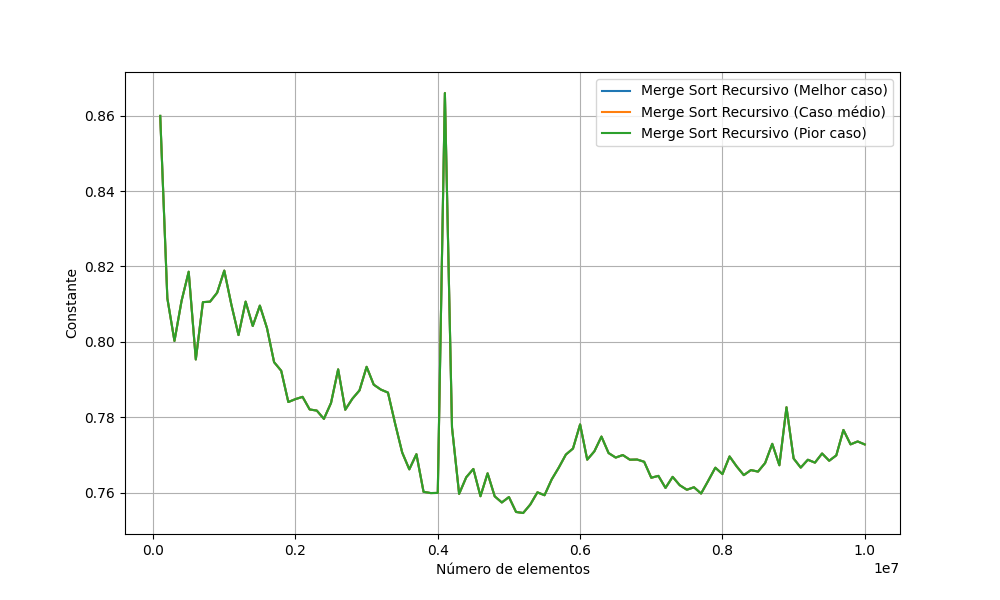 Merge Sort Recursivo (Melhor caso)
Merge Sort Recursivo (Caso médio)
Merge Sort Recursivo (Pior caso)
0.86
0.84
0.82
0.80
0.78
0.76
Constante
0.0 0.2 0.4 0.6 0.8 1.0
1e7
Número de elementos